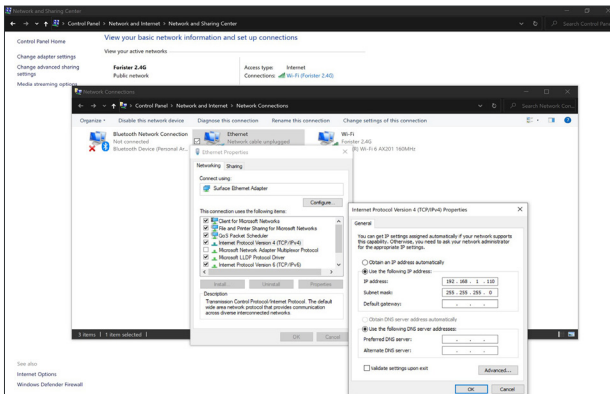 Network and Sharing Center
Control Panel > Network and Internet > Network and Sharing Center
Search Control Panel
Control Panel Home
Change adapter settings
Change advanced sharing
settings
Media streaming options
View your basic network information and set up connections
View your active networks
Forister 2.4G
Public network
Access type: Internet
Connections: Wi-Fi (Forister 2.4G)
Network Connections
Control Panel > Network and Internet > Network Connections
Search Network Con...
Organize
Disable this network device
Diagnose this connection
Rename this connection
Change settings of this connection
Bluetooth Network Connection
Not connected
Bluetooth Device (Personal Ar...
Ethernet
Network cable unplugged
Wi-Fi
Forister 2.4G
(R) Wi-Fi 6 AX201 160MHz
Ethernet Properties
Networking Sharing
Connect using:
Surface Ethernet Adapter
Configure...
This connection uses the following items:
Client for Microsoft Networks
File and Printer Sharing for Microsoft Networks
QoS Packet Scheduler
Internet Protocol Version 4 (TCP/IPv4)
Microsoft Network Adapter Multiplexor Protocol
Microsoft LLDP Protocol Driver
Internet Protocol Version 6 (TCP/IPv6)
Install... Uninstall Properties
Description
Transmission Control Protocol/Internet Protocol. The default
wide area network protocol that provides communication
across diverse interconnected networks.
OK Cancel
3 items 1 item selected
Internet Protocol Version 4 (TCP/IPv4) Properties
General
You can get IP settings assigned automatically if your network supports
this capability. Otherwise, you need to ask your network administrator
for the appropriate IP settings.
Obtain an IP address automatically
Use the following IP address:
IP address: 192 . 168 . 1 . 110
Subnet mask: 255 . 255 . 255 . 0
Default gateway: . . .
Obtain DNS server address automatically
Use the following DNS server addresses:
Preferred DNS server: . . .
Alternate DNS server: . . .
Validate settings upon exit
Advanced...
OK Cancel
See also
Internet Options
Windows Defender Firewall